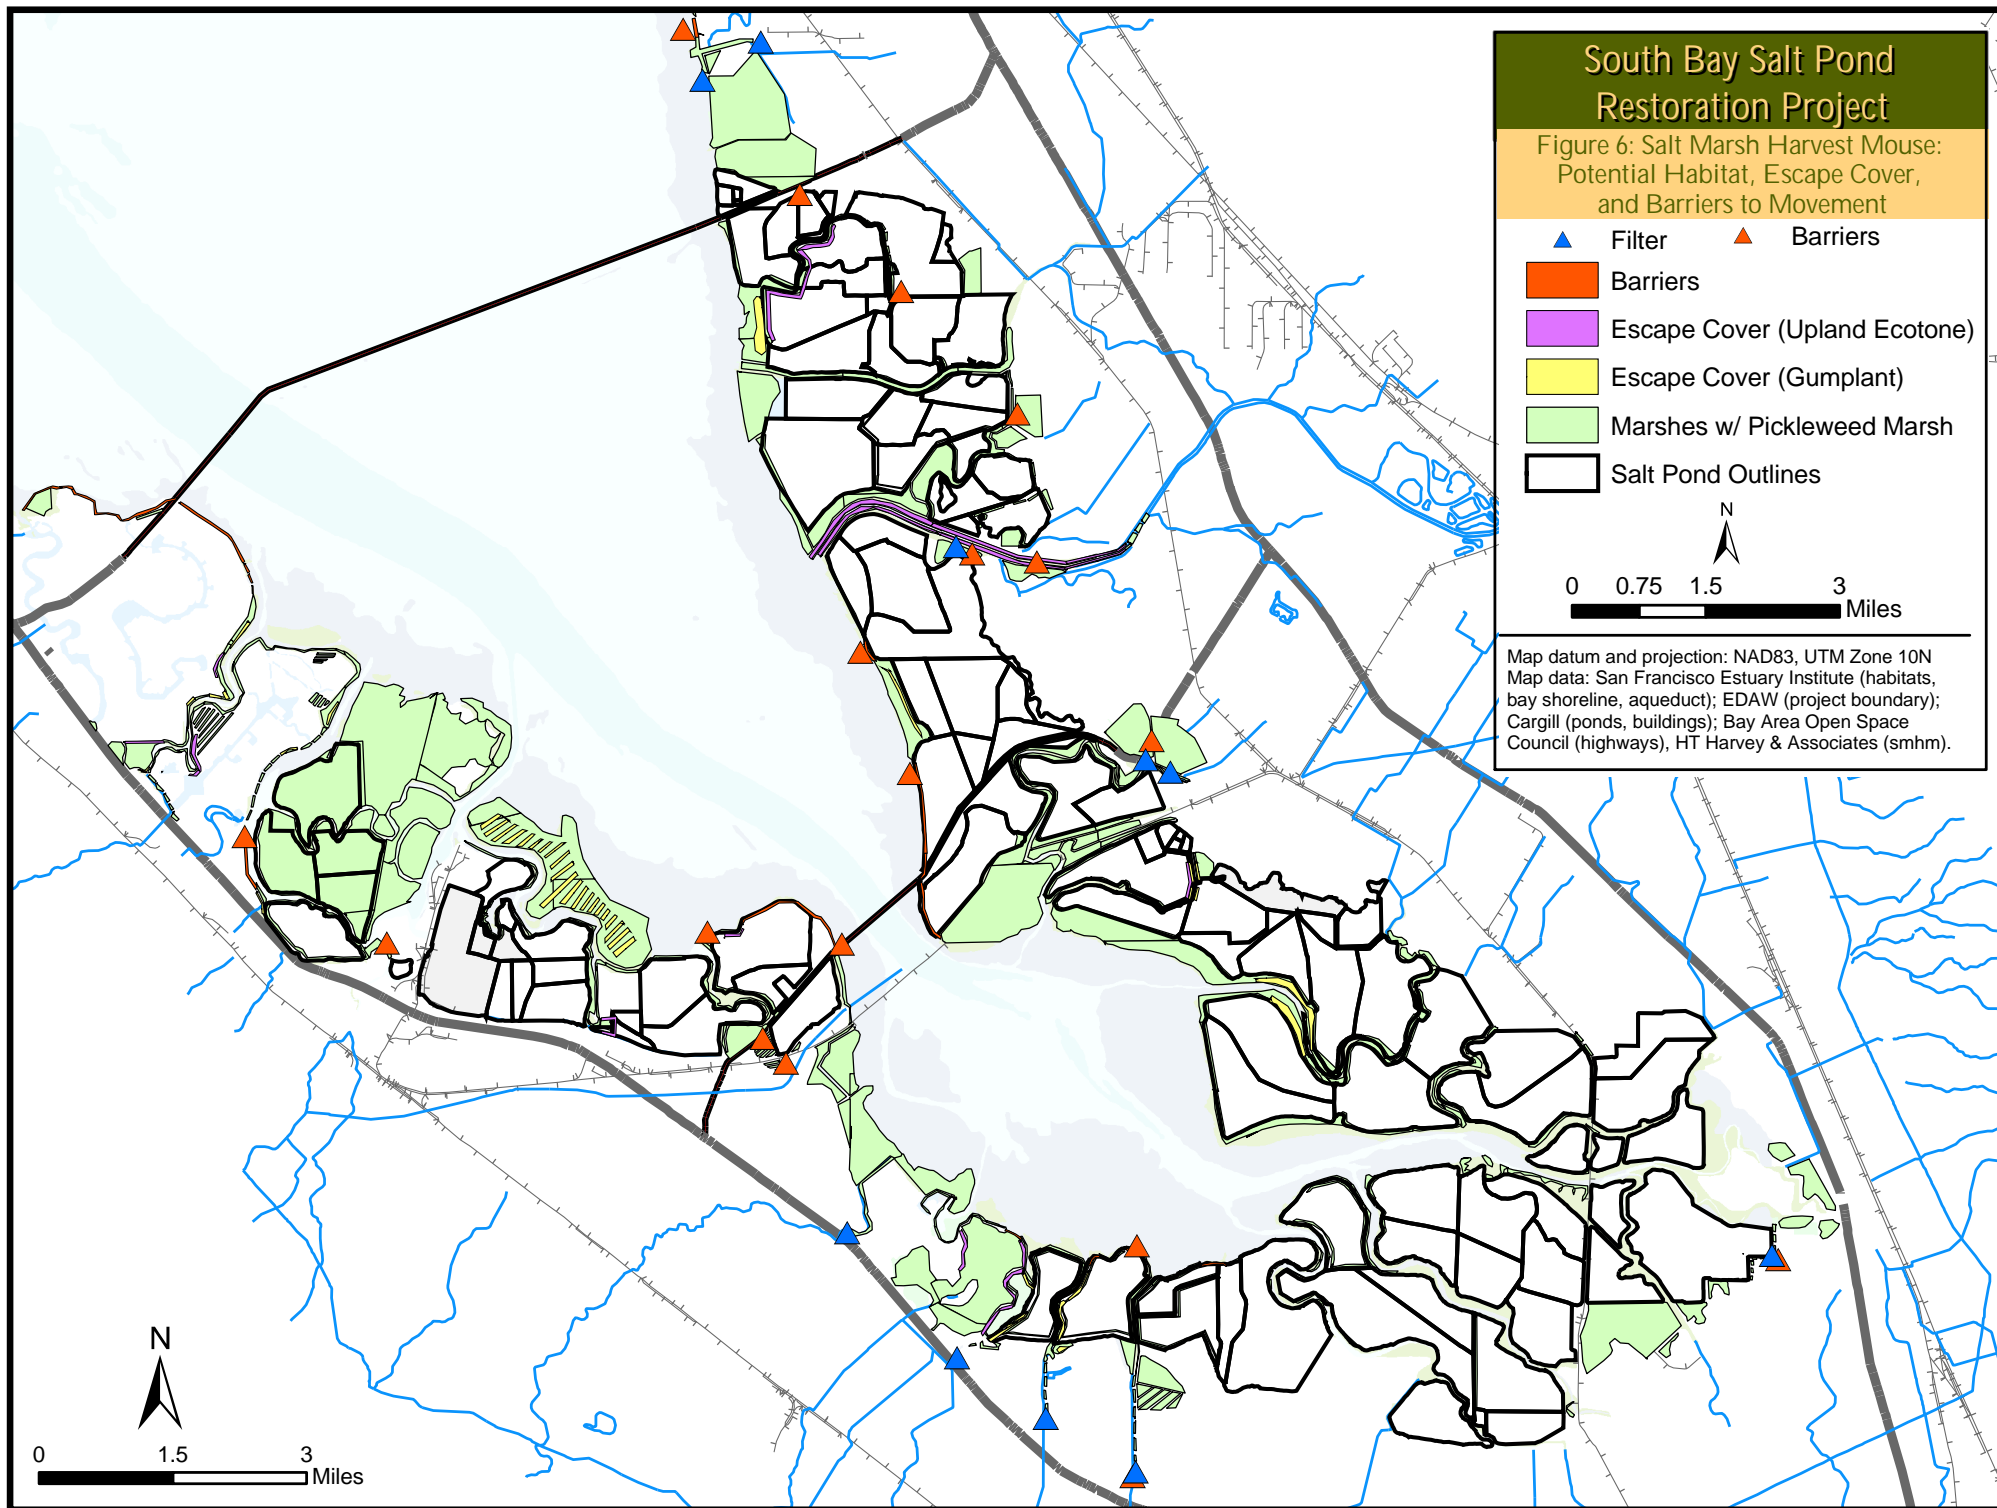 South Bay Salt Pond
Restoration Project
Figure 6: Salt Marsh Harvest Mouse:
Potential Habitat, Escape Cover,
and Barriers to Movement
Filter
Barriers
Barriers
Escape Cover (Upland Ecotone)
Escape Cover (Gumplant)
Marshes w/ Pickleweed Marsh
Salt Pond Outlines
N
0 0.75 1.5 3
Miles
Map datum and projection: NAD83, UTM Zone 10N
Map data: San Francisco Estuary Institute (habitats,
bay shoreline, aqueduct); EDAW (project boundary);
Cargill (ponds, buildings); Bay Area Open Space
Council (highways), HT Harvey & Associates (smhm).
N
0 1.5 3
Miles